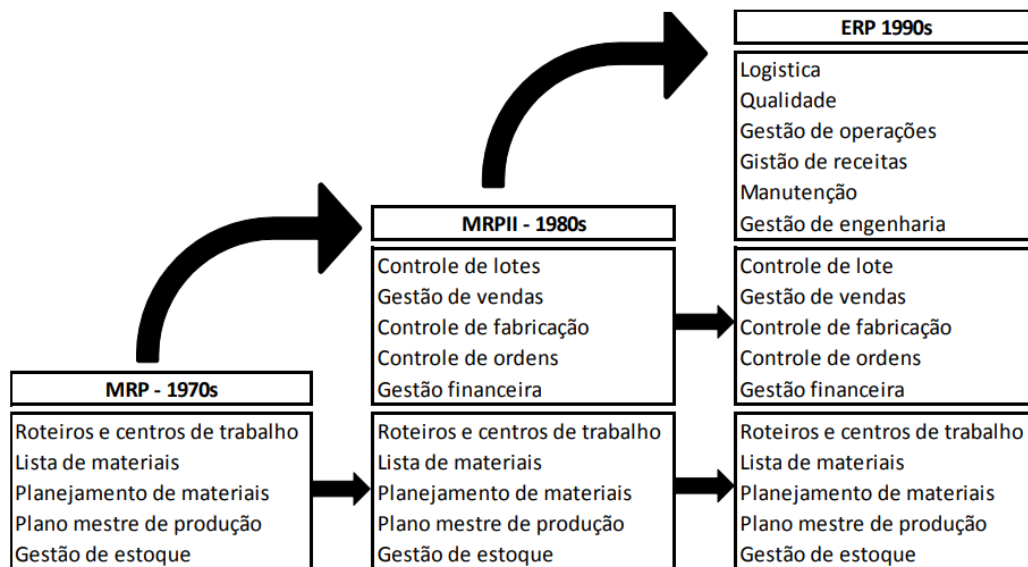 ERP 1990s
Logistica
Qualidade
Gestão de operações
Gistão de receitas
Manutenção
Gestão de engenharia
MRPII - 1980s
Controle de lotes
Gestão de vendas
Controle de fabricação
Controle de ordens
Gestão financeira
Controle de lote
Gestão de vendas
Controle de fabricação
Controle de ordens
Gestão financeira
MRP - 1970s
Roteiros e centros de trabalho
Lista de materiais
Planejamento de materiais
Plano mestre de produção
Gestão de estoque
Roteiros e centros de trabalho
Lista de materiais
Planejamento de materiais
Plano mestre de produção
Gestão de estoque
Roteiros e centros de trabalho
Lista de materiais
Planejamento de materiais
Plano mestre de produção
Gestão de estoque